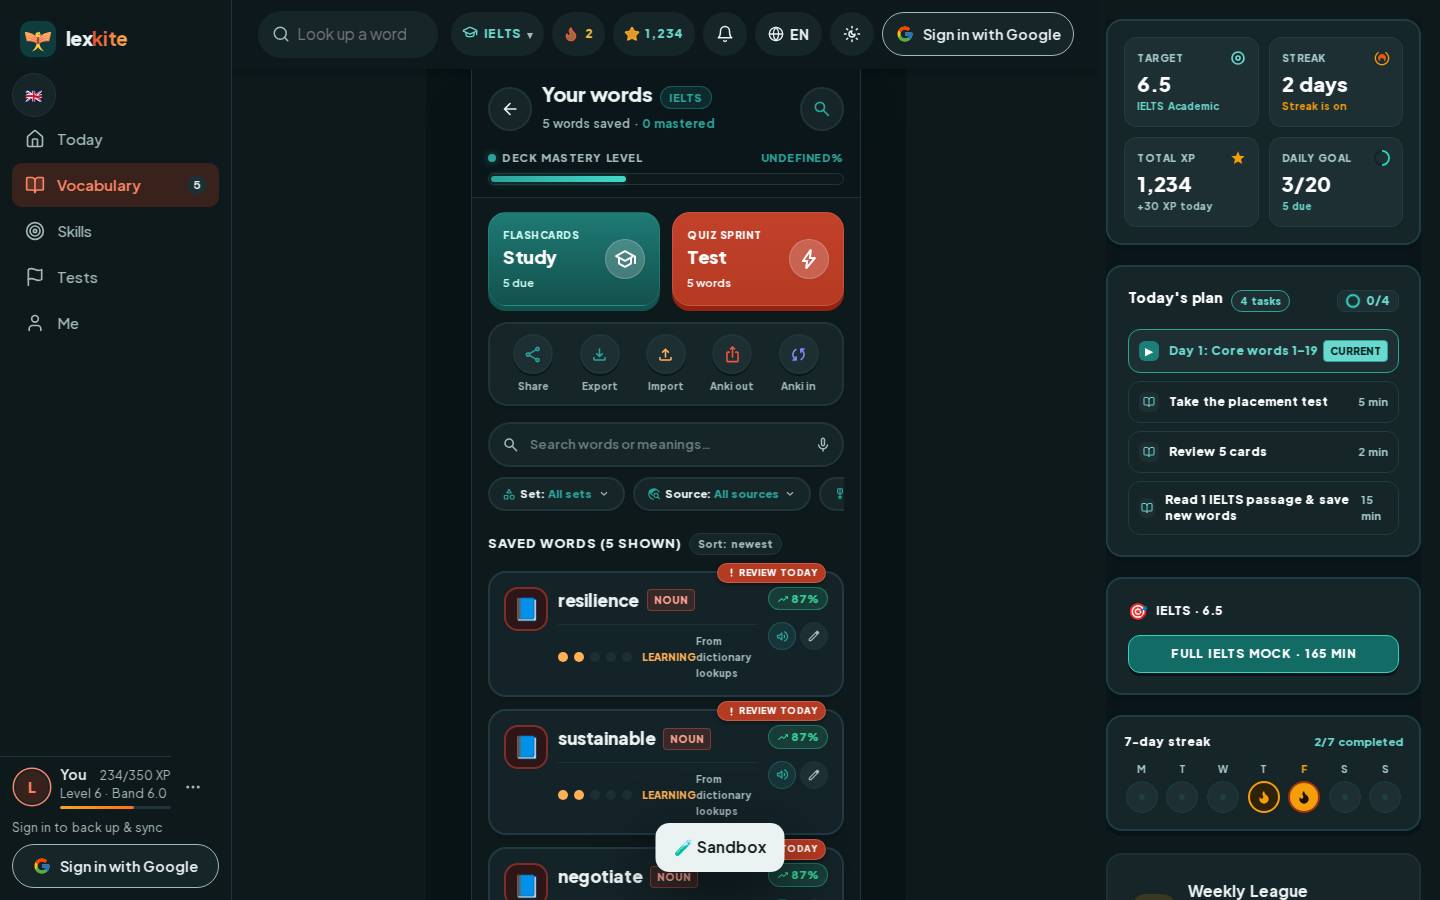 lexkite
Today
Vocabulary 5
Skills
Tests
Me
L
You 234/350 XP
Level 6 · Band 6.0
Sign in to back up & sync
Sign in with Google
Look up a word
IELTS
2
1,234
EN
Sign in with Google
Your words IELTS
5 words saved · 0 mastered
DECK MASTERY LEVEL UNDEFINED%
FLASHCARDS
Study
5 due
QUIZ SPRINT
Test
5 words
Share
Export
Import
Anki out
Anki in
Search words or meanings...
Set: All sets
Source: All sources
SAVED WORDS (5 SHOWN) Sort: newest
! REVIEW TODAY
resilience NOUN 87%
LEARNING
From
dictionary
lookups
! REVIEW TODAY
sustainable NOUN 87%
LEARNING
From
dictionary
lookups
TODAY
negotiate NOUN 87%
Sandbox
TARGET
6.5
IELTS Academic
STREAK
2 days
Streak is on
TOTAL XP
1,234
+30 XP today
DAILY GOAL
3/20
5 due
Today's plan 4 tasks 0/4
Day 1: Core words 1–19 CURRENT
Take the placement test 5 min
Review 5 cards 2 min
Read 1 IELTS passage & save 15
new words min
IELTS · 6.5
FULL IELTS MOCK · 165 MIN
7-day streak 2/7 completed
M T W T F S S
Weekly League